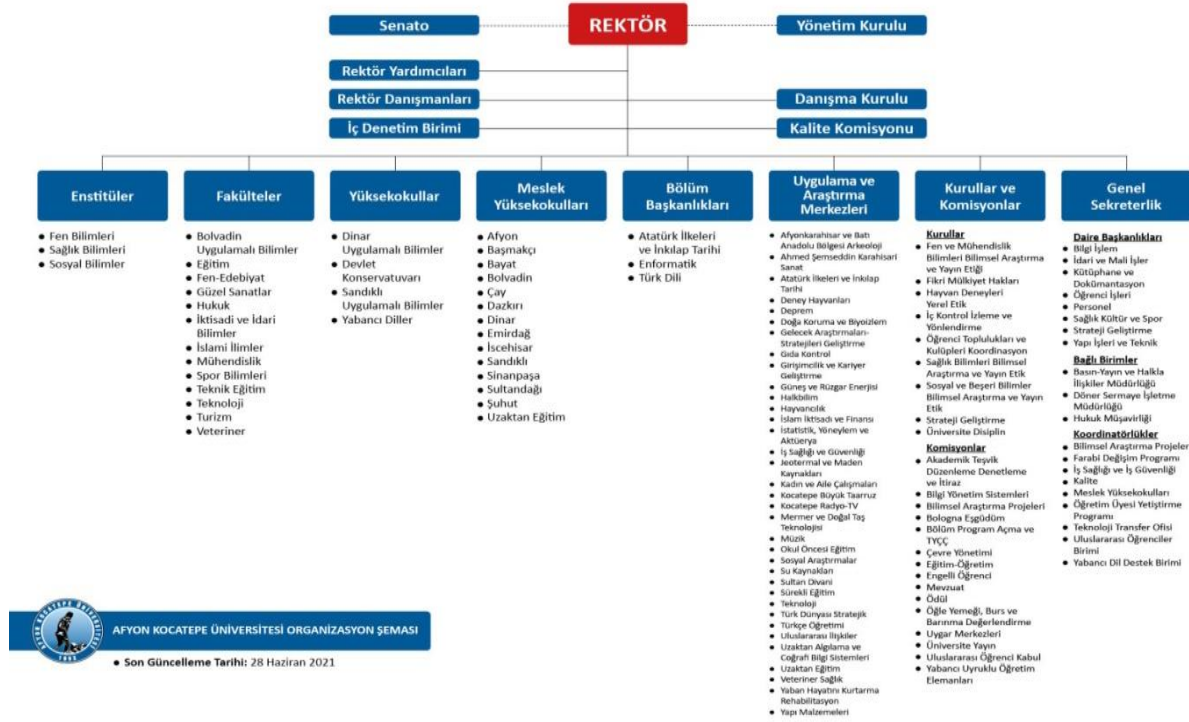 Senato
REKTÖR
Yönetim Kurulu
Rektör Yardımcıları
Rektör Danışmanları
Danışma Kurulu
İç Denetim Birimi
Kalite Komisyonu
Enstitüler
• Fen Bilimleri
• Sağlık Bilimleri
• Sosyal Bilimler
Fakülteler
• Bolvadin
Uygulamalı Bilimler
• Eğitim
• Fen-Edebiyat
• Güzel Sanatlar
• Hukuk
• İktisadi ve İdari
Bilimler
• İslami İlimler
• Mühendislik
• Spor Bilimleri
• Teknik Eğitim
• Teknoloji
• Turizm
• Veteriner
Yüksekokullar
• Dinar
Uygulamalı Bilimler
• Devlet
Konservatuvarı
• Sandıklı
Uygulamalı Bilimler
• Yabancı Diller
Meslek
Yüksekokulları
• Afyon
• Başmakçı
• Bayat
• Bolvadin
• Çay
• Dazkırı
• Dinar
• Emirdağ
• İscehisar
• Sandıklı
• Sinanpaşa
• Sultandağı
• Şuhut
• Uzaktan Eğitim
Bölüm
Başkanlıkları
• Atatürk İlkeleri
ve İnkılap Tarihi
• Enformatik
• Türk Dili
Uygulama ve
Araştırma
Merkezleri
• Afyonkarahisar ve Batı
Anadolu Bölgesi Arkeoloji
• Ahmed Şemseddin Karahisari
Sanat
• Atatürk İlkeleri ve İnkılap
Tarihi
• Deney Hayvanları
• Deprem
• Doğa Koruma ve Biyoizlem
• Gelecek Araştırmaları-
Stratejileri Geliştirme
• Gıda Kontrol
• Girişimcilik ve Kariyer
Geliştirme
• Güneş ve Rüzgar Enerjisi
• Halkbilim
• Hayvancılık
• İslam İktisadi ve Finansı
• İstatistik, Yöneylem ve
Aktüerya
• İş Sağlığı ve Güvenliği
• Jeotermal ve Maden
Kaynakları
• Kadın ve Aile Çalışmaları
• Kocatepe Büyük Taarruz
• Kocatepe Radyo-TV
• Mermer ve Doğal Taş
Teknolojisi
• Müzik
• Okul Öncesi Eğitim
• Sosyal Araştırmalar
• Su Kaynakları
• Sultan Divani
• Sürekli Eğitim
• Teknoloji
• Türk Dünyası Stratejik
• Türkçe Öğretimi
• Uluslararası İlişkiler
• Uzaktan Algılama ve
Coğrafi Bilgi Sistemleri
• Uzaktan Eğitim
• Veteriner Sağlık
• Yaban Hayatını Kurtarma
Rehabilitasyon
• Yapı Malzemeleri
Kurullar ve
Komisyonlar
Kurullar
• Fen ve Mühendislik
Bilimleri Bilimsel Araştırma
ve Yayın Etiği
• Fikri Mülkiyet Hakları
• Hayvan Deneyleri
Yerel Etik
• İç Kontrol İzleme ve
Yönlendirme
• Öğrenci Toplulukları ve
Kulüpleri Koordinasyon
• Sağlık Bilimleri Bilimsel
Araştırma ve Yayın Etik
• Sosyal ve Beşeri Bilimler
Bilimsel Araştırma ve Yayın
Etik
• Strateji Geliştirme
• Üniversite Disiplin
Komisyonlar
• Akademik Teşvik
Düzenleme Denetleme
ve İtiraz
• Bilgi Yönetim Sistemleri
• Bilimsel Araştırma Projeleri
• Bologna Eşgüdüm
• Bölüm Program Açma ve
TYÇÇ
• Çevre Yönetimi
• Eğitim-Öğretim
• Engelli Öğrenci
• Mevzuat
• Ödül
• Öğle Yemeği, Burs ve
Barınma Değerlendirme
• Uygar Merkezleri
• Üniversite Yayın
• Uluslararası Öğrenci Kabul
• Yabancı Uyruklu Öğretim
Elemanları
Genel
Sekreterlik
Daire Başkanlıkları
• Bilgi İşlem
• İdari ve Mali İşler
• Kütüphane ve
Dokümantasyon
• Öğrenci İşleri
• Personel
• Sağlık Kültür ve Spor
• Strateji Geliştirme
• Yapı İşleri ve Teknik
Bağlı Birimler
• Basın-Yayın ve Halkla
İlişkiler Müdürlüğü
• Döner Sermaye İşletme
Müdürlüğü
• Hukuk Müşavirliği
Koordinatörlükler
• Bilimsel Araştırma Projeler
• Farabi Değişim Programı
• İş Sağlığı ve İş Güvenliği
• Kalite
• Meslek Yüksekokulları
• Öğretim Üyesi Yetiştirme
Programı
• Teknoloji Transfer Ofisi
• Uluslararası Öğrenciler
Birimi
• Yabancı Dil Destek Birimi
AFYON KOCATEPE ÜNİVERSİTESİ
1992
AFYON KOCATEPE ÜNİVERSİTESİ ORGANİZASYON ŞEMASI
• Son Güncelleme Tarihi: 28 Haziran 2021